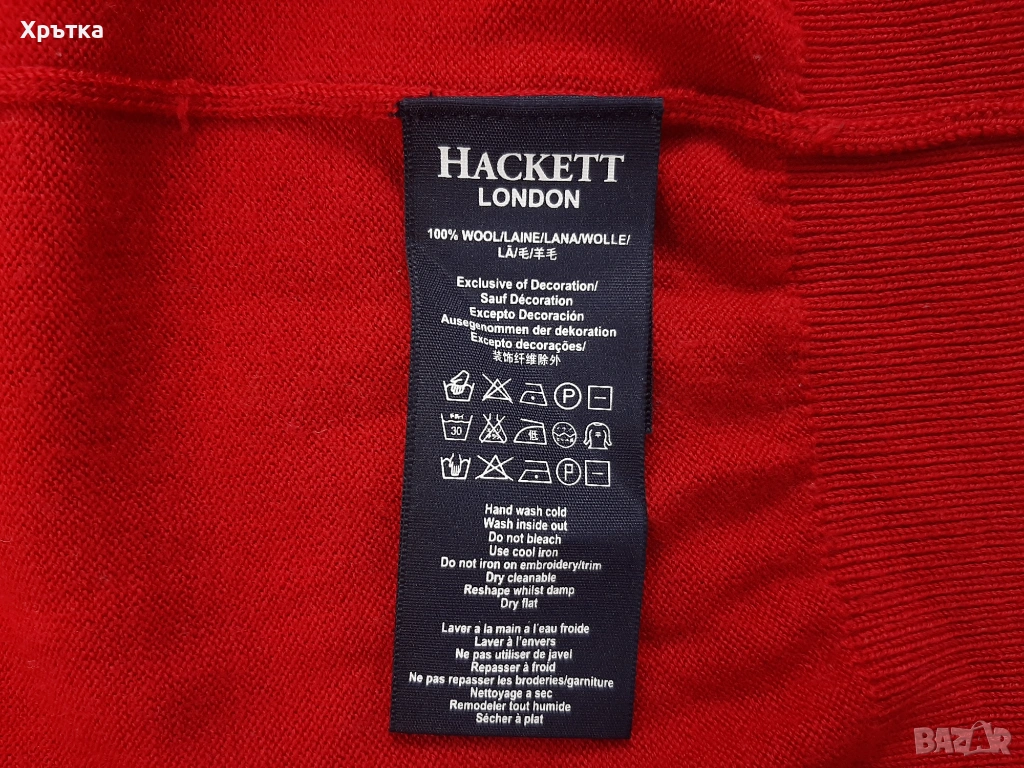 Хрътка
HACKETT
LONDON
100% WOOL/LAINE/LANA/WOLLE/
LÃ/毛/羊毛
Exclusive of Decoration/
Sauf Décoration
Excepto Decoración
Ausegenommen der dekoration
Excepto decorações/
装饰纤维除外
P
30
低
P
Hand wash cold
Wash inside out
Do not bleach
Use cool iron
Do not iron on embroidery/trim
Dry cleanable
Reshape whilst damp
Dry flat
Laver a la main a l'eau froide
Laver à l'envers
Ne pas utiliser de javel
Repasser à froid
Ne pas repasser les broderies/garniture
Nettoyage a sec
Remodeler tout humide
Sécher à plat
BAZAR